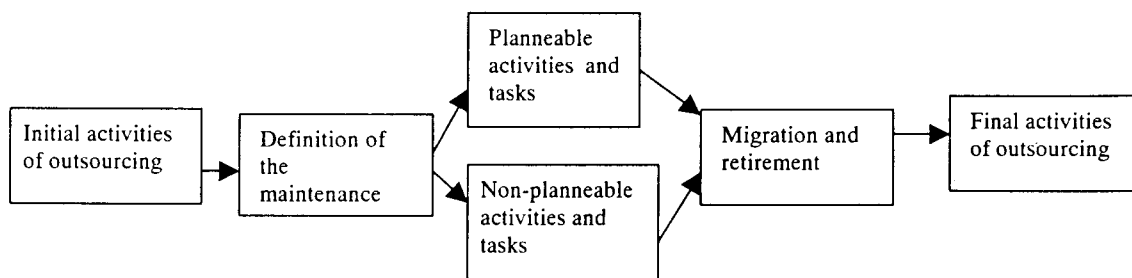 Initial activities
of outsourcing
Definition of
the
maintenance
Planneable
activities and
tasks
Non-planneable
activities and
tasks
Migration and
retirement
Final activities
of outsourcing